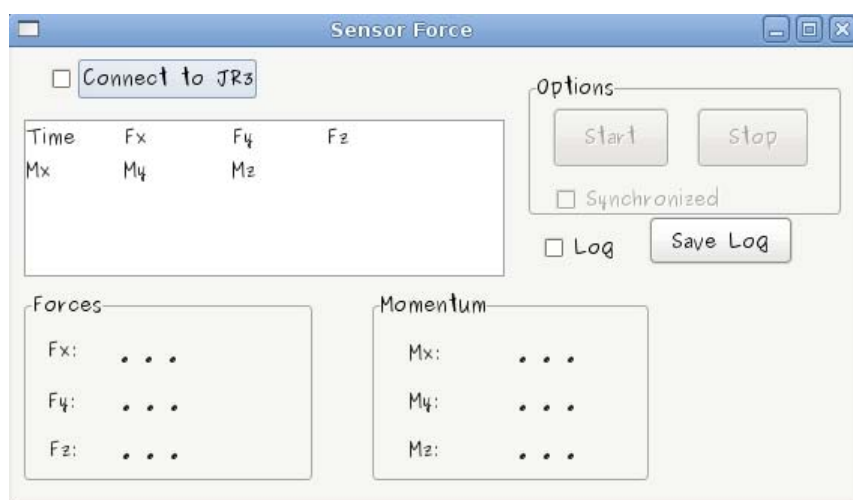 Sensor Force
Connect to JR3
Options
Time Fx Fy Fz
Mx My Mz
Start Stop
Synchronized
Log Save Log
Forces
Fx: ...
Fy: ...
Fz: ...
Momentum
Mx: ...
My: ...
Mz: ...